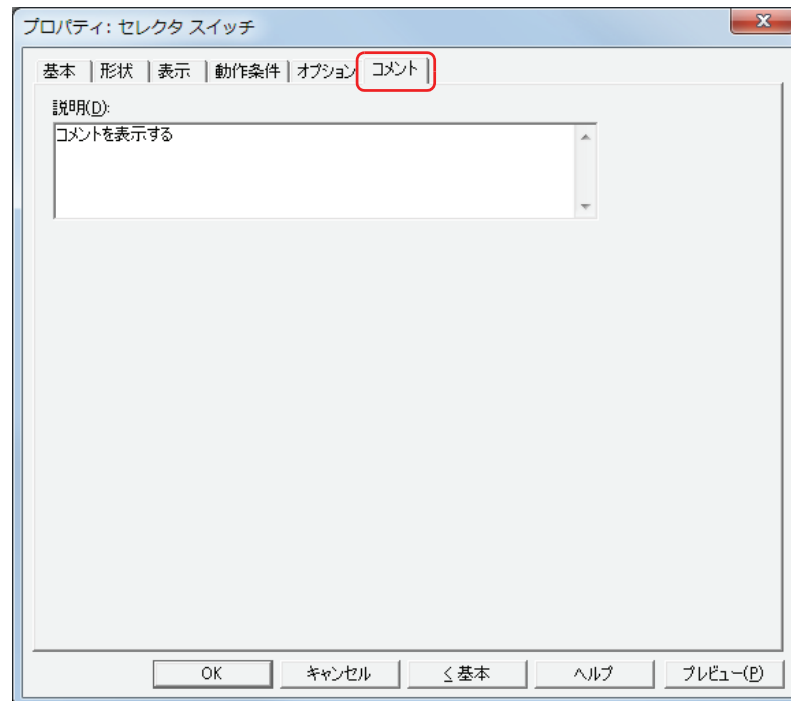 プロパティ: セレクタ スイッチ
基本 形状 表示 動作条件 オプション コメント
説明(D):
コメントを表示する
OK キャンセル < 基本 ヘルプ プレビュー(P)